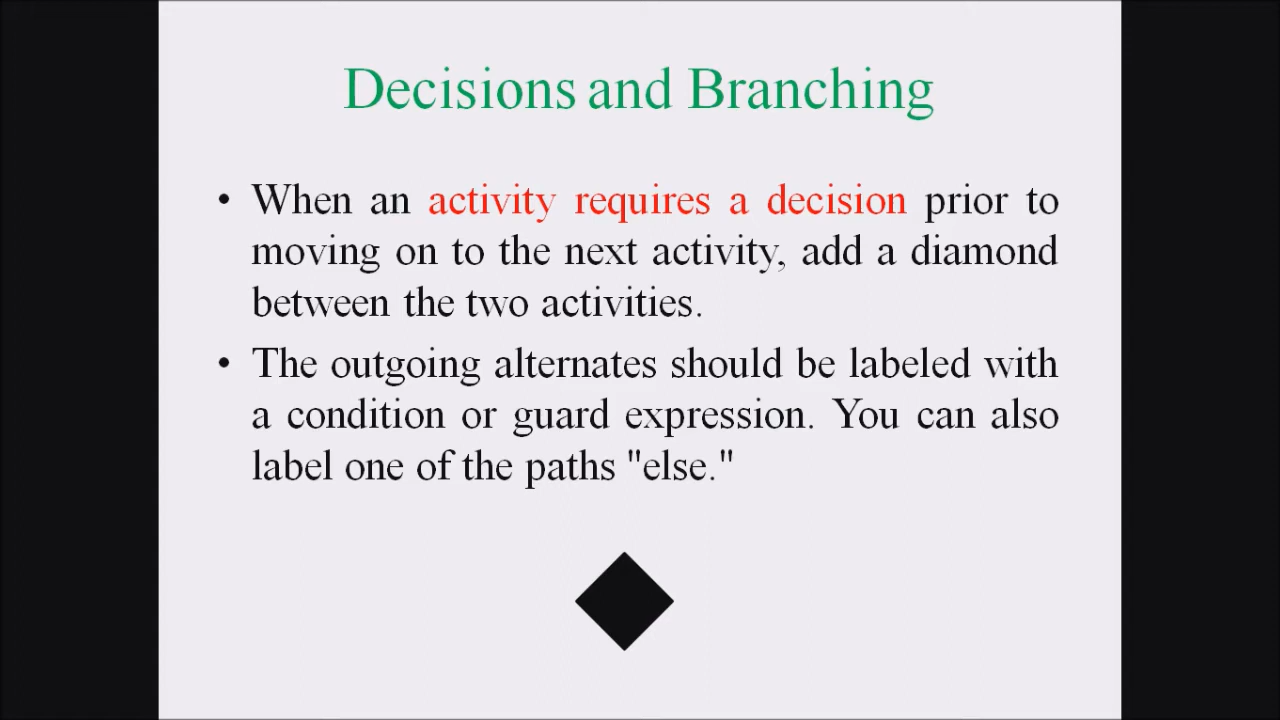 Decisions and Branching
• When an activity requires a decision prior to
moving on to the next activity, add a diamond
between the two activities.
• The outgoing alternates should be labeled with
a condition or guard expression. You can also
label one of the paths "else."